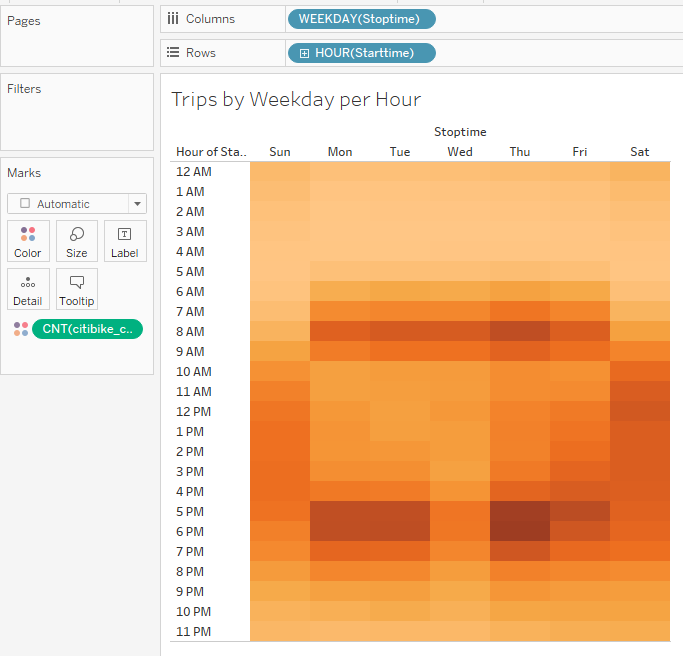 Pages
Columns
WEEKDAY(Stoptime)
Rows
HOUR(Starttime)
Filters
Marks
Automatic
Color
Size
Label
Detail
Tooltip
CNT(citibike_c..
Trips by Weekday per Hour
Stoptime
Hour of Sta.. Sun Mon Tue Wed Thu Fri Sat
12 AM
1 AM
2 AM
3 AM
4 AM
5 AM
6 AM
7 AM
8 AM
9 AM
10 AM
11 AM
12 PM
1 PM
2 PM
3 PM
4 PM
5 PM
6 PM
7 PM
8 PM
9 PM
10 PM
11 PM